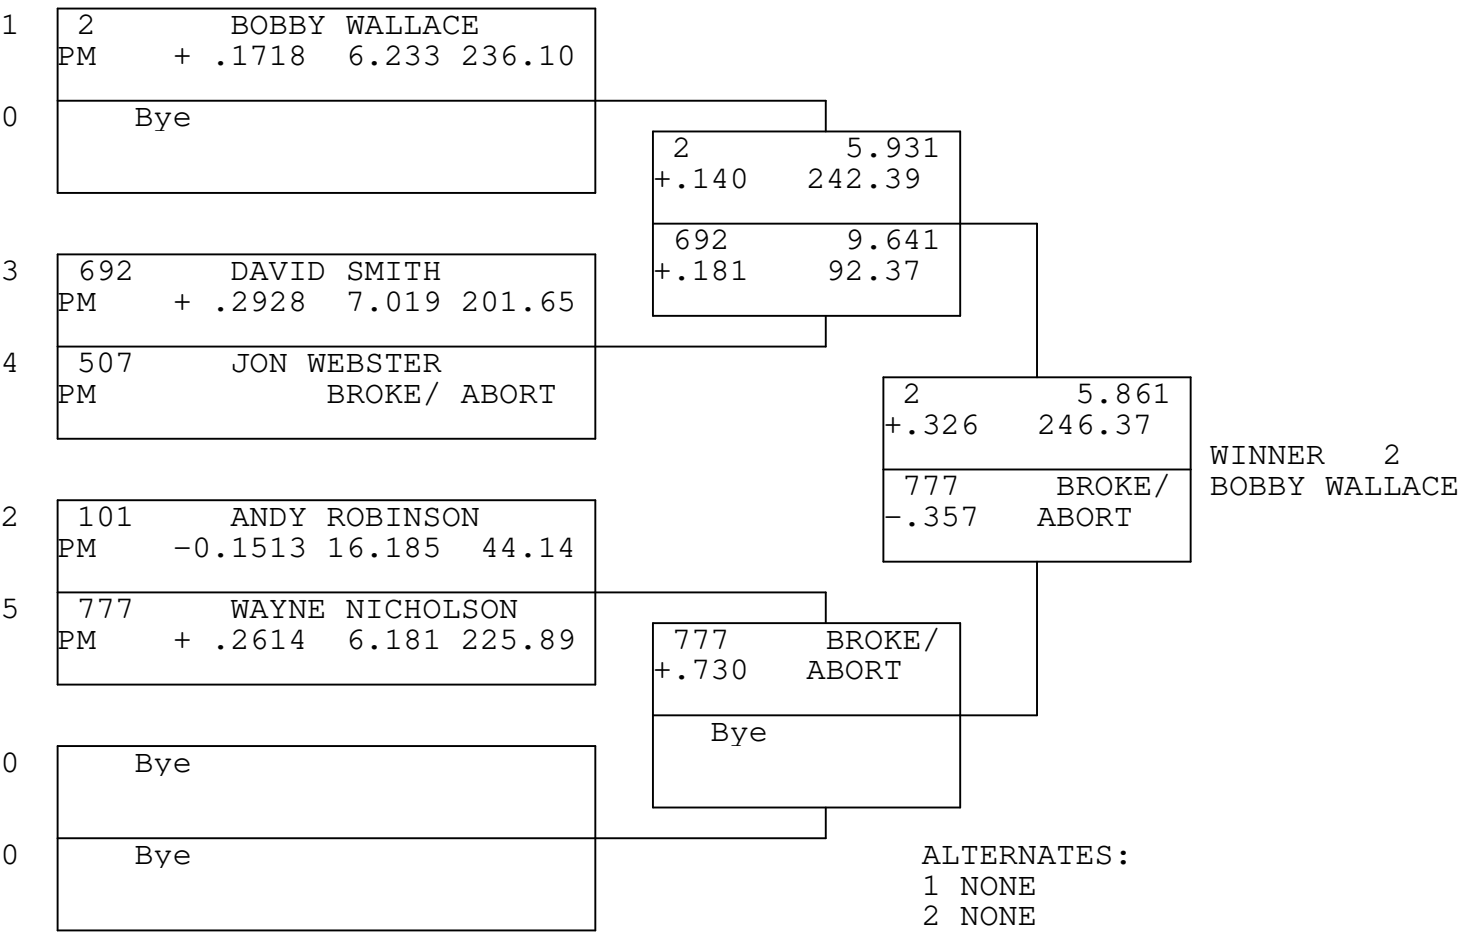 1 2 BOBBY WALLACE
PM + .1718 6.233 236.10
0 Bye
3 692 DAVID SMITH
PM + .2928 7.019 201.65
4 507 JON WEBSTER
PM BROKE/ ABORT
2 101 ANDY ROBINSON
PM -0.1513 16.185 44.14
5 777 WAYNE NICHOLSON
PM + .2614 6.181 225.89
0 Bye
0 Bye
2 5.931
+.140 242.39
692 9.641
+.181 92.37
777 BROKE/
+.730 ABORT
Bye
2 5.861
+.326 246.37
777 BROKE/
-.357 ABORT
WINNER 2
BOBBY WALLACE
ALTERNATES:
1 NONE
2 NONE